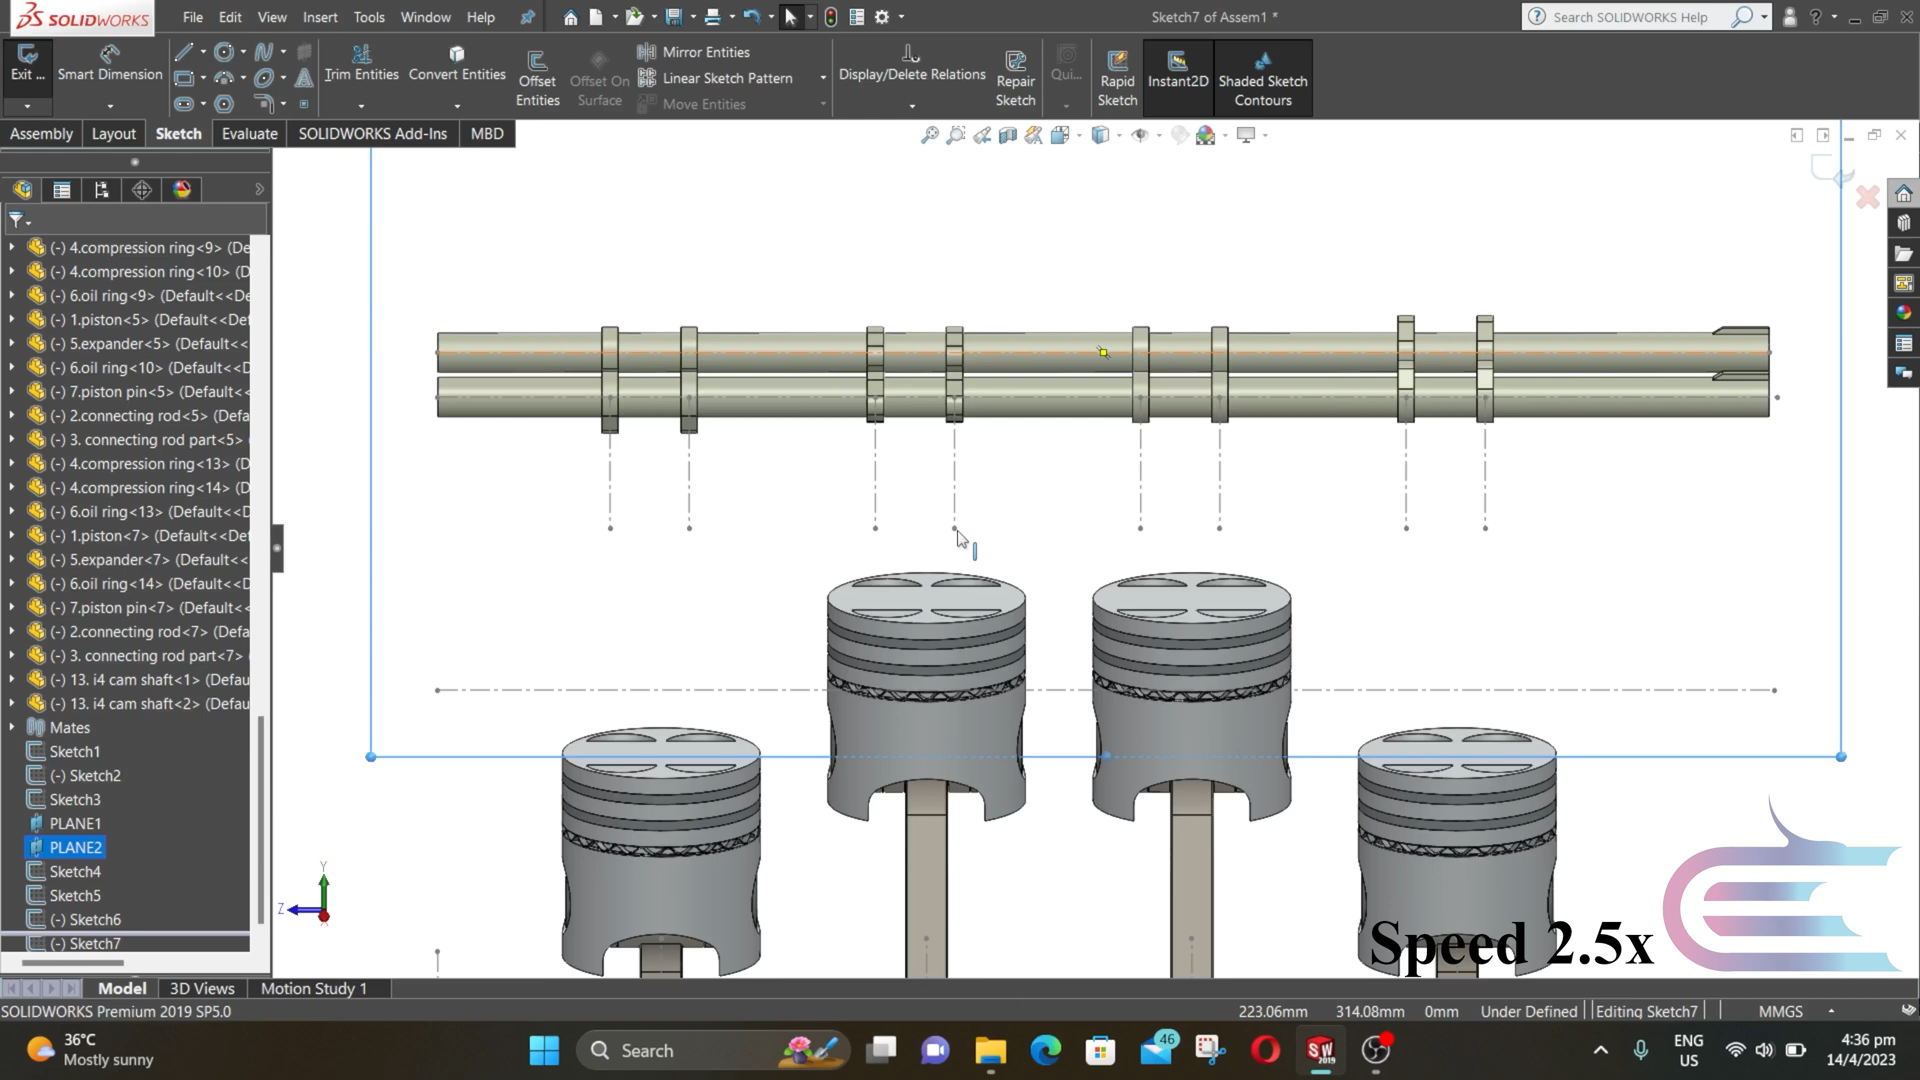 SOLIDWORKS
File Edit View Insert Tools Window Help
Sketch7 of Assem1 *
Search SOLIDWORKS Help
Exit ...
Smart Dimension
Trim Entities
Convert Entities
Offset Entities
Offset On Surface
Mirror Entities
Linear Sketch Pattern
Move Entities
Display/Delete Relations
Repair Sketch
Qui...
Rapid Sketch
Instant2D
Shaded Sketch Contours
Assembly Layout Sketch Evaluate SOLIDWORKS Add-Ins MBD
(-) 4.compression ring<9> (De
(-) 4.compression ring<10> (D
(-) 6.oil ring<9> (Default<<De
(-) 1.piston<5> (Default<<Def
(-) 5.expander<5> (Default<<
(-) 6.oil ring<10> (Default<<D
(-) 7.piston pin<5> (Default<<
(-) 2.connecting rod<5> (Defa
(-) 3. connecting rod part<5>
(-) 4.compression ring<13> (D
(-) 4.compression ring<14> (D
(-) 6.oil ring<13> (Default<<D
(-) 1.piston<7> (Default<<Def
(-) 5.expander<7> (Default<<
(-) 6.oil ring<14> (Default<<D
(-) 7.piston pin<7> (Default<<
(-) 2.connecting rod<7> (Defa
(-) 3. connecting rod part<7>
(-) 13. i4 cam shaft<1> (Defau
(-) 13. i4 cam shaft<2> (Defau
Mates
Sketch1
(-) Sketch2
Sketch3
PLANE1
PLANE2
Sketch4
Sketch5
(-) Sketch6
(-) Sketch7
Y
Z
X
Speed 2.5x
Model 3D Views Motion Study 1
SOLIDWORKS Premium 2019 SP5.0
223.06mm 314.08mm 0mm Under Defined Editing Sketch7 MMGS
36°C
Mostly sunny
Search
46
SW
2019
ENG
US
4:36 pm
14/4/2023